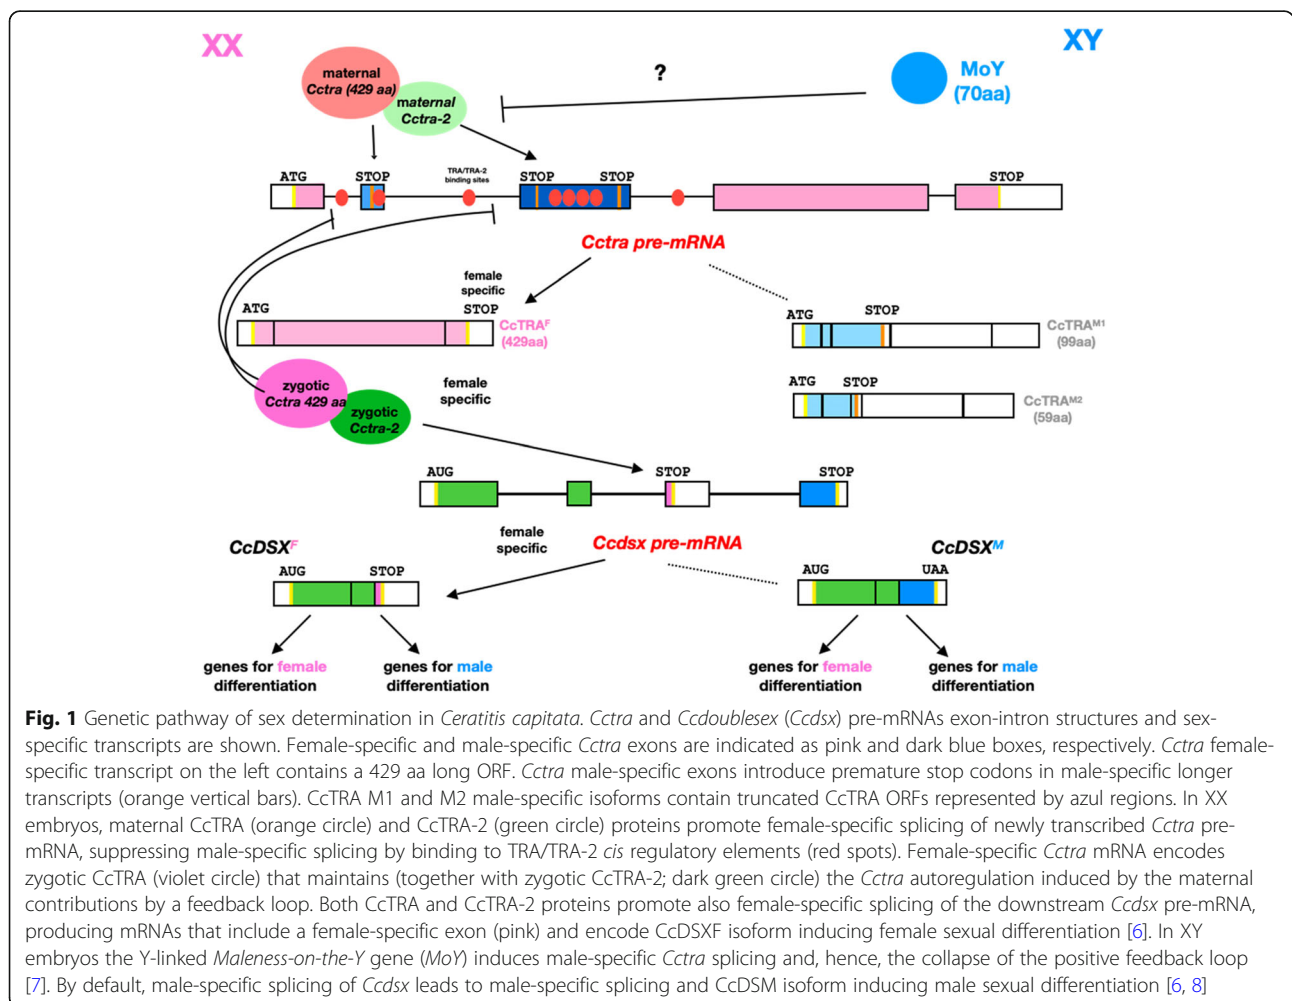 XX
XY
maternal
Cctra (429 aa)
maternal
Cctra-2
?
MoY
(70aa)
ATG
STOP
TRA/TRA-2
binding sites
STOP
STOP
STOP
Cctra pre-mRNA
female
specific
ATG
STOP
CcTRAF
(429aa)
ATG
STOP
CcTRAM1
(99aa)
zygotic
Cctra 429 aa
zygotic
Cctra-2
female
specific
ATG
STOP
CcTRAM2
(59aa)
AUG
STOP
STOP
CcDSXF
female
specific
Ccdsx pre-mRNA
CcDSXM
AUG
STOP
AUG
UAA
genes for female
differentiation
genes for male
differentiation
genes for female
differentiation
genes for male
differentiation
Fig. 1 Genetic pathway of sex determination in Ceratitis capitata. Cctra and Ccdoublesex (Ccdsx) pre-mRNAs exon-intron structures and sex-
specific transcripts are shown. Female-specific and male-specific Cctra exons are indicated as pink and dark blue boxes, respectively. Cctra female-
specific transcript on the left contains a 429 aa long ORF. Cctra male-specific exons introduce premature stop codons in male-specific longer
transcripts (orange vertical bars). CcTRA M1 and M2 male-specific isoforms contain truncated CcTRA ORFs represented by azul regions. In XX
embryos, maternal CcTRA (orange circle) and CcTRA-2 (green circle) proteins promote female-specific splicing of newly transcribed Cctra pre-
mRNA, suppressing male-specific splicing by binding to TRA/TRA-2 cis regulatory elements (red spots). Female-specific Cctra mRNA encodes
zygotic CcTRA (violet circle) that maintains (together with zygotic CcTRA-2; dark green circle) the Cctra autoregulation induced by the maternal
contributions by a feedback loop. Both CcTRA and CcTRA-2 proteins promote also female-specific splicing of the downstream Ccdsx pre-mRNA,
producing mRNAs that include a female-specific exon (pink) and encode CcDSXF isoform inducing female sexual differentiation [6]. In XY
embryos the Y-linked Maleness-on-the-Y gene (MoY) induces male-specific Cctra splicing and, hence, the collapse of the positive feedback loop
[7]. By default, male-specific splicing of Ccdsx leads to male-specific splicing and CcDSM isoform inducing male sexual differentiation [6, 8]